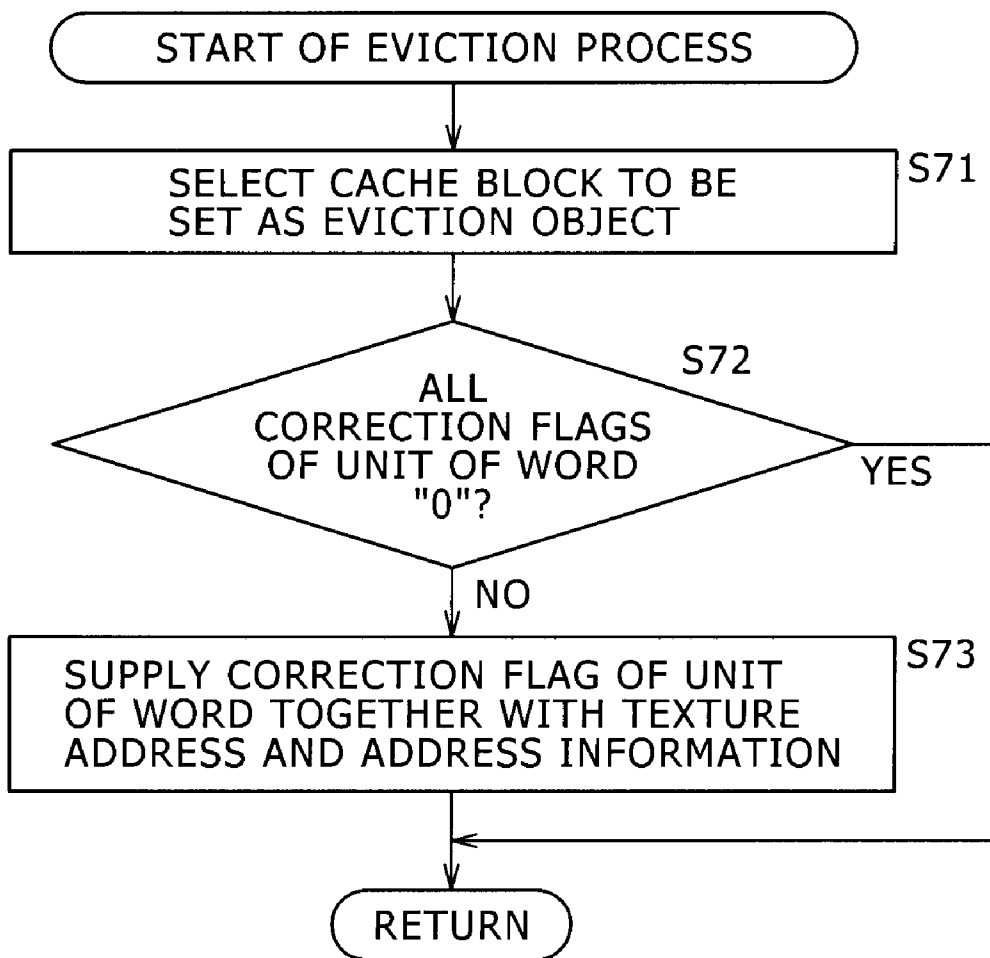 START OF EVICTION PROCESS
S71
SELECT CACHE BLOCK TO BE
SET AS EVICTION OBJECT
S72
ALL
CORRECTION FLAGS
OF UNIT OF WORD
"0"?
YES
NO
S73
SUPPLY CORRECTION FLAG OF UNIT
OF WORD TOGETHER WITH TEXTURE
ADDRESS AND ADDRESS INFORMATION
RETURN